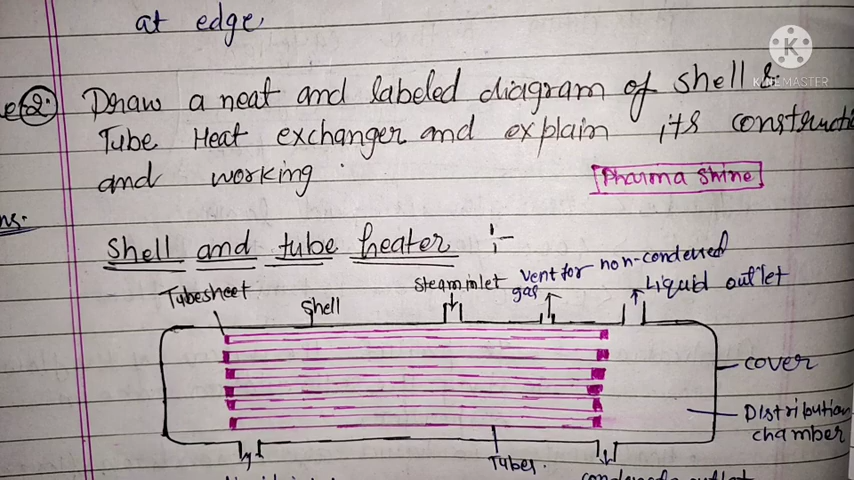 at edge.
KINEMASTER
Q.2. Draw a neat and labeled diagram of shell &
Tube Heat exchanger and explain its constructi
and working.
Pharma Shine
Ans.
Shell and tube heater :-
Tubesheet
Shell
Steam inlet
Vent for non-condensed
gas
Liquid outlet
cover
Distribution
chamber
Tubes.